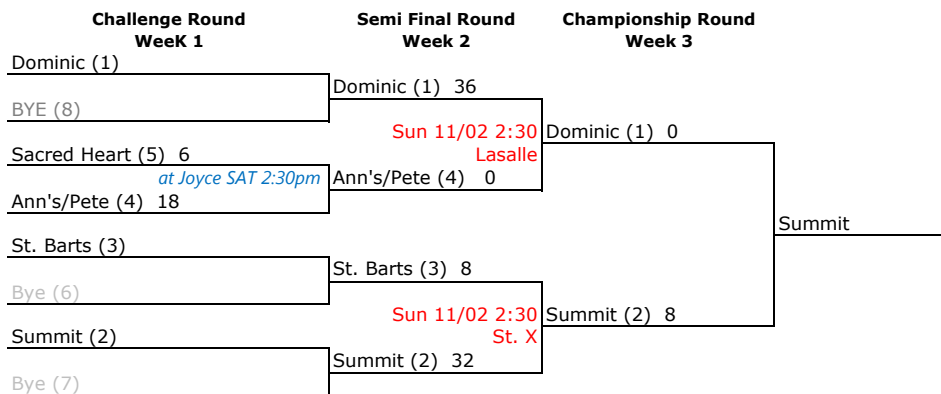 Challenge Round
WeeK 1
Semi Final Round
Week 2
Championship Round
Week 3
Dominic (1)
Dominic (1) 36
BYE (8)
Sun 11/02 2:30
Lasalle
Dominic (1) 0
Sacred Heart (5) 6
at Joyce SAT 2:30pm
Ann's/Pete (4) 0
Ann's/Pete (4) 18
Summit
St. Barts (3)
St. Barts (3) 8
Bye (6)
Sun 11/02 2:30
St. X
Summit (2) 8
Summit (2)
Summit (2) 32
Bye (7)